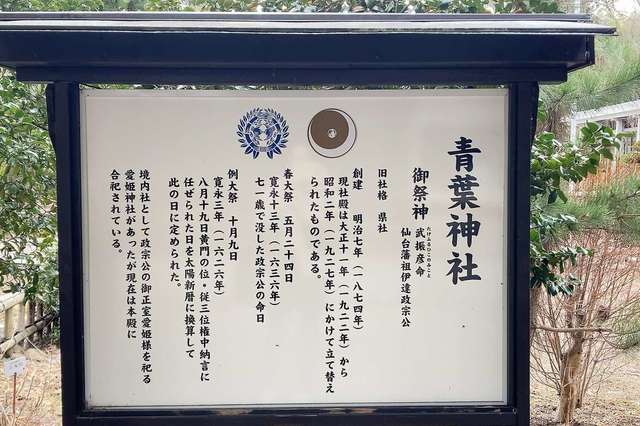 青葉神社
御祭神　武振彦命
たけふるひこのみこと
仙台藩祖伊達政宗公
旧社格　県社
創建　明治七年（一八七四年）
現社殿は大正十一年（一九二二年）から
昭和二年（一九二七年）にかけて立て替え
られたものである。
春大祭　五月二十四日
寛永十三年（一六三六年）
七一歳で没した政宗公の命日
例大祭　十月九日
寛永三年（一六二六年）
八月十九日黄門の位・従三位権中納言に
任ぜられた日を太陽新暦に換算して
此の日に定められた。
境内社として政宗公の御正室愛姫様を祀る
愛姫神社があったが現在は本殿に
合祀されている。